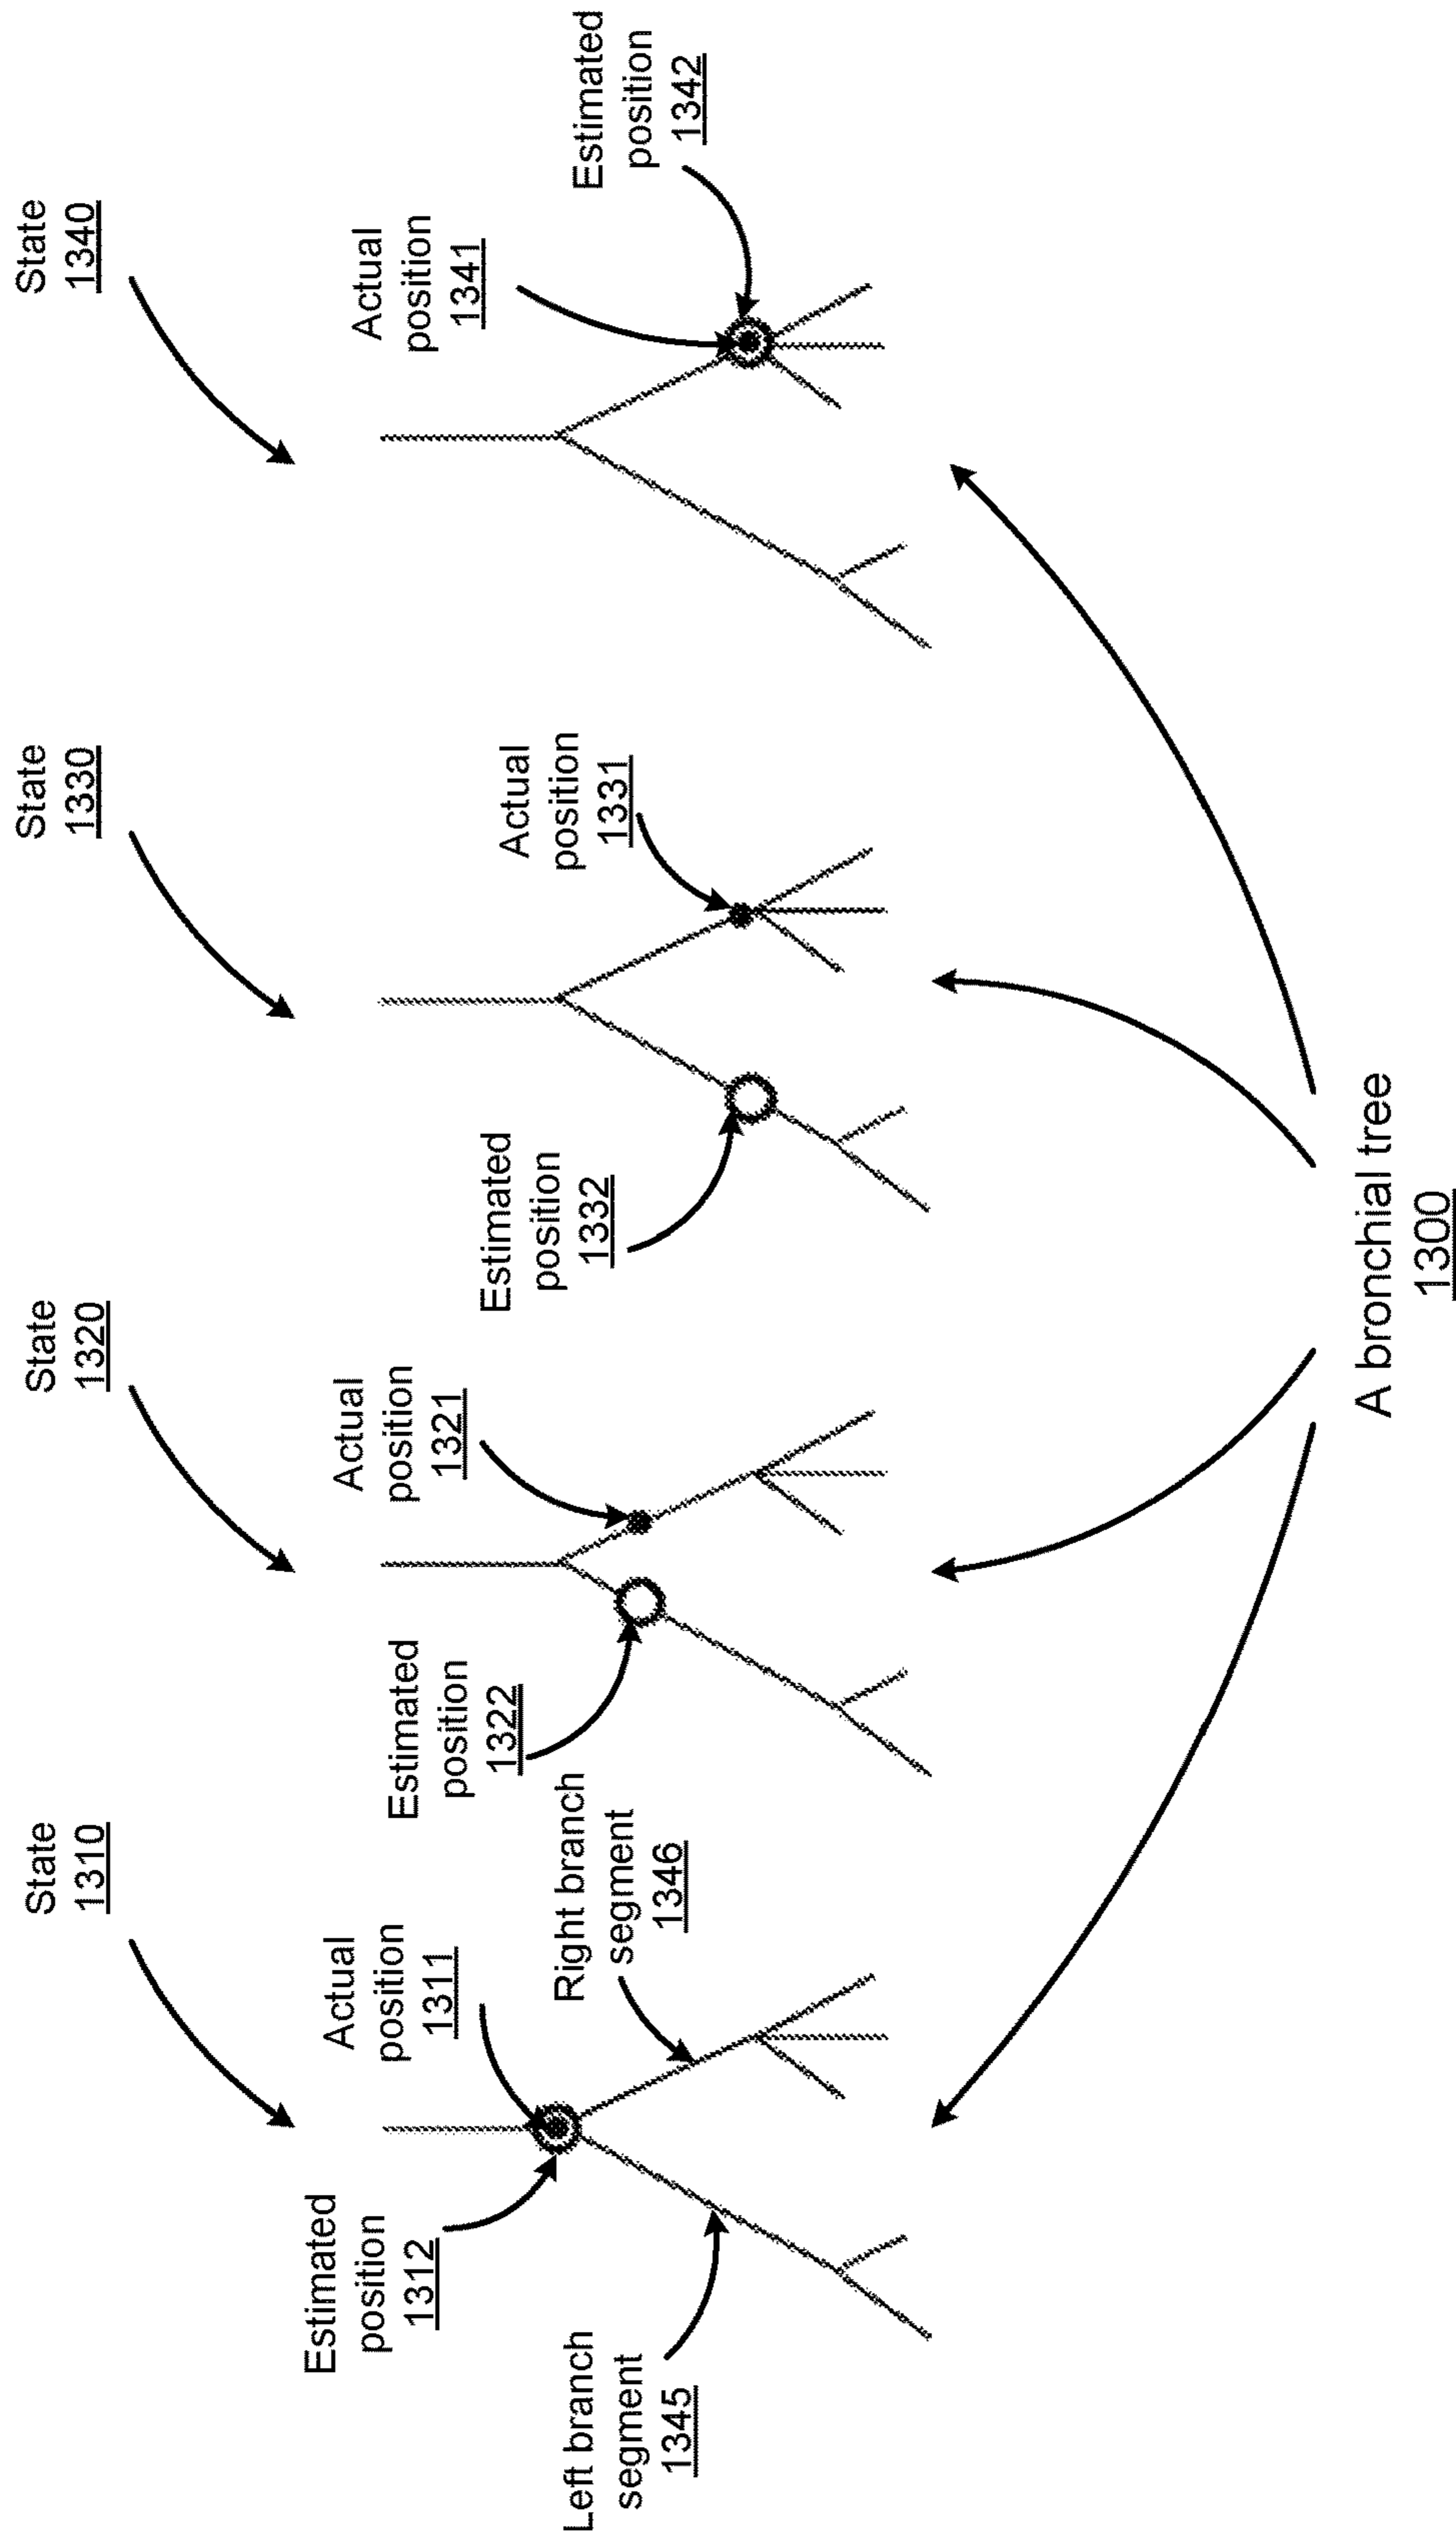 State
1310
State
1320
State
1330
State
1340
Estimated
position
1312
Actual
position
1311
Left branch
segment
1345
Right branch
segment
1346
Estimated
position
1322
Actual
position
1321
Estimated
position
1332
Actual
position
1331
Actual
position
1341
Estimated
position
1342
A bronchial tree
1300